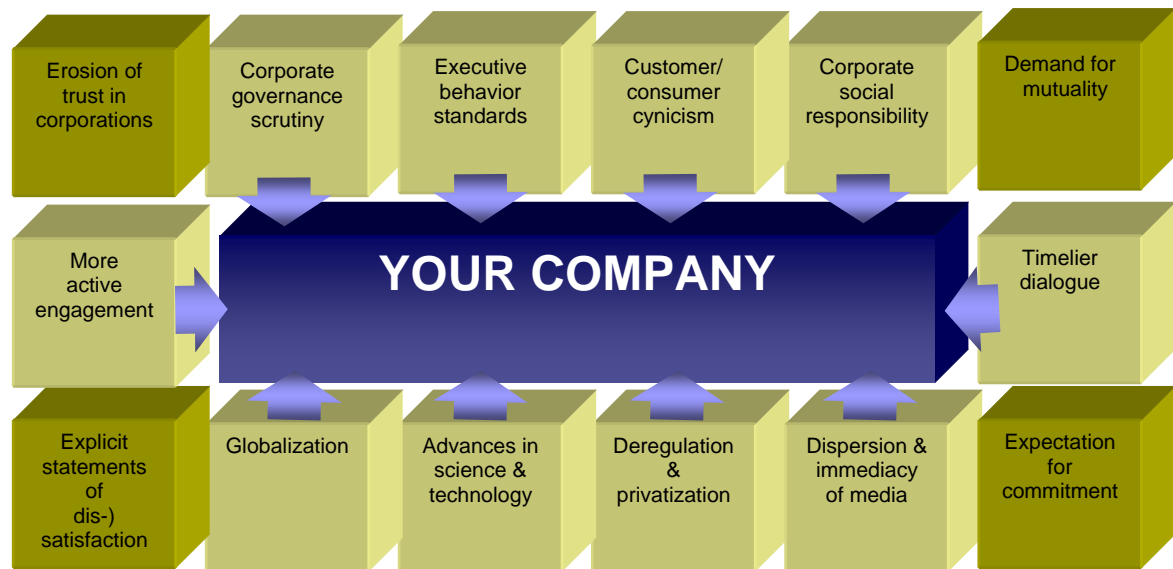 Erosion of
trust in
corporations
Corporate
governance
scrutiny
Executive
behavior
standards
Customer/
consumer
cynicism
Corporate
social
responsibility
Demand for
mutuality
More
active
engagement
YOUR COMPANY
Timelier
dialogue
Explicit
statements
of
dis-)
satisfaction
Globalization
Advances in
science &
technology
Deregulation
&
privatization
Dispersion &
immediacy
of media
Expectation
for
commitment